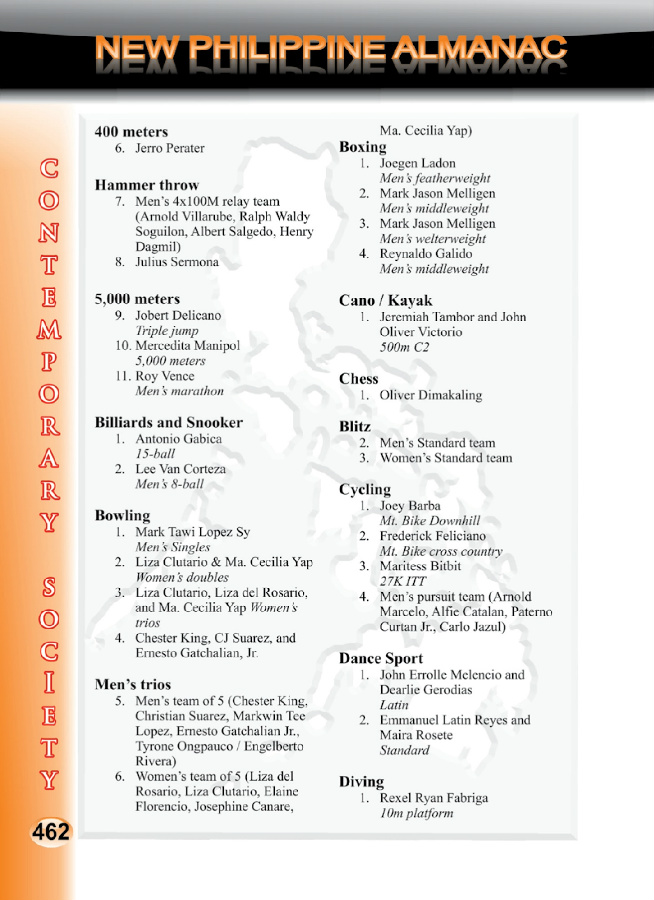 NEW PHILIPPINE ALMANAC
CONTEMPORARY SOCIETY
400 meters
6. Jerro Perater
Hammer throw
7. Men's 4x100M relay team
(Arnold Villarube, Ralph Waldy
Soguilon, Albert Salgedo, Henry
Dagmil)
8. Julius Sermona
5,000 meters
9. Jobert Delicano
Triple jump
10. Mercedita Manipol
5,000 meters
11. Roy Vence
Men's marathon
Billiards and Snooker
1. Antonio Gabica
15-ball
2. Lee Van Corteza
Men's 8-ball
Bowling
1. Mark Tawi Lopez Sy
Men's Singles
2. Liza Clutario & Ma. Cecilia Yap
Women's doubles
3. Liza Clutario, Liza del Rosario,
and Ma. Cecilia Yap Women's
trios
4. Chester King, CJ Suarez, and
Ernesto Gatchalian, Jr.
Men's trios
5. Men's team of 5 (Chester King,
Christian Suarez, Markwin Tee
Lopez, Ernesto Gatchalian Jr.,
Tyrone Ongpauco / Engelberto
Rivera)
6. Women's team of 5 (Liza del
Rosario, Liza Clutario, Elaine
Florencio, Josephine Canare,
Ma. Cecilia Yap)
Boxing
1. Joegen Ladon
Men's featherweight
2. Mark Jason Melligen
Men's middleweight
3. Mark Jason Melligen
Men's welterweight
4. Reynaldo Galido
Men's middleweight
Cano / Kayak
1. Jeremiah Tambor and John
Oliver Victorio
500m C2
Chess
1. Oliver Dimakaling
Blitz
2. Men's Standard team
3. Women's Standard team
Cycling
1. Joey Barba
Mt. Bike Downhill
2. Frederick Feliciano
Mt. Bike cross country
3. Maritess Bitbit
27K ITT
4. Men's pursuit team (Arnold
Marcelo, Alfie Catalan, Paterno
Curtan Jr., Carlo Jazul)
Dance Sport
1. John Errolle Melencio and
Dearlie Gerodias
Latin
2. Emmanuel Latin Reyes and
Maira Rosete
Standard
Diving
1. Rexel Ryan Fabriga
10m platform
462